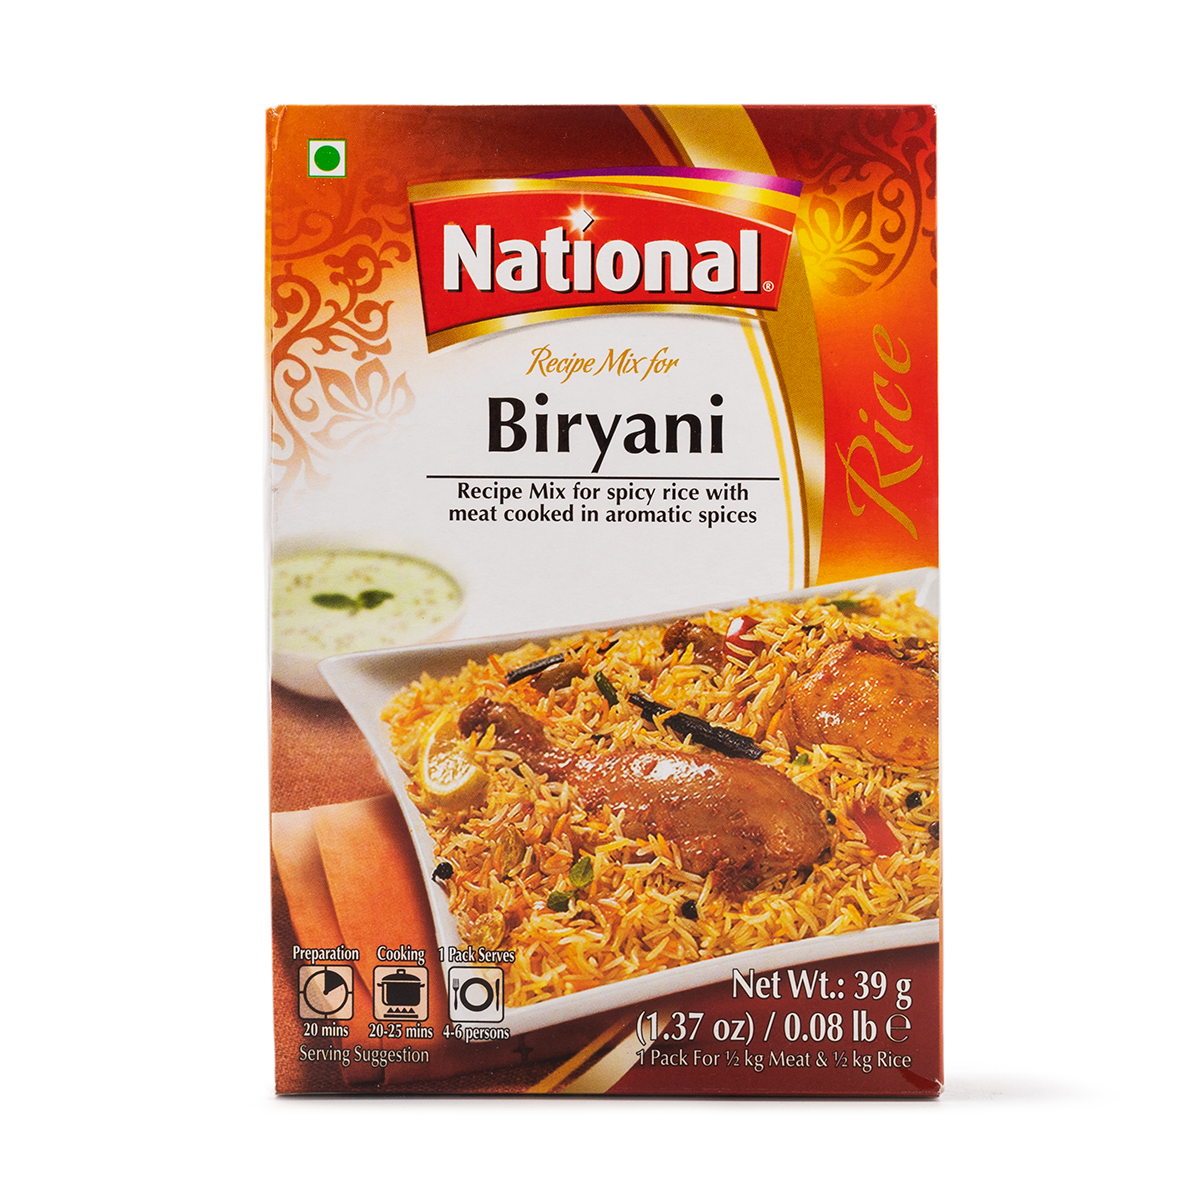 National®
Recipe Mix for
Biryani
Recipe Mix for spicy rice with
meat cooked in aromatic spices
Rice
Preparation
20 mins
Cooking
20-25 mins
1 Pack Serves
4-6 persons
Serving Suggestion
Net Wt.: 39 g
(1.37 oz) / 0.08 lb ℮
1 Pack For ½ kg Meat & ½ kg Rice